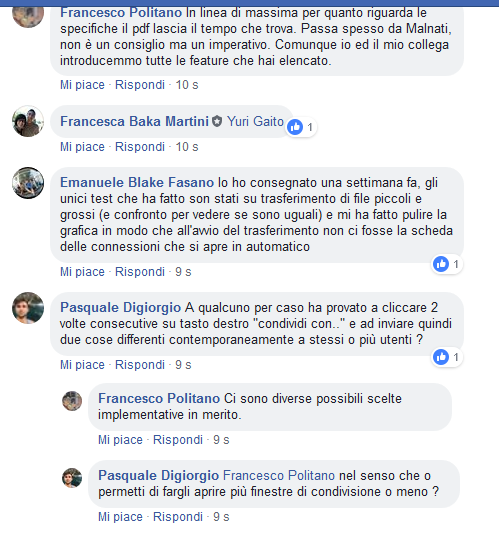 Francesco Politano In linea di massima per quanto riguarda le
specifiche il pdf lascia il tempo che trova. Passa spesso da Malnati,
non è un consiglio ma un imperativo. Comunque io ed il mio collega
introducemmo tutte le feature che hai elencato.
Mi piace · Rispondi · 10 s
Francesca Baka Martini Yuri Gaito
1
Mi piace · Rispondi · 10 s
Emanuele Blake Fasano Io ho consegnato una settimana fa, gli
unici test che ha fatto son stati su trasferimento di file piccoli e
grossi (e confronto per vedere se sono uguali) e mi ha fatto pulire la
grafica in modo che all'avvio del trasferimento non ci fosse la scheda
delle connessioni che si apre in automatico
1
Mi piace · Rispondi · 9 s
Pasquale Digiorgio A qualcuno per caso ha provato a cliccare 2
volte consecutive su tasto destro "condividi con.." e ad inviare quindi
due cose differenti contemporaneamente a stessi o più utenti ?
1
Mi piace · Rispondi · 9 s
Francesco Politano Ci sono diverse possibili scelte
implementative in merito.
Mi piace · Rispondi · 9 s
Pasquale Digiorgio Francesco Politano nel senso che o
permetti di fargli aprire più finestre di condivisione o meno ?
Mi piace · Rispondi · 9 s